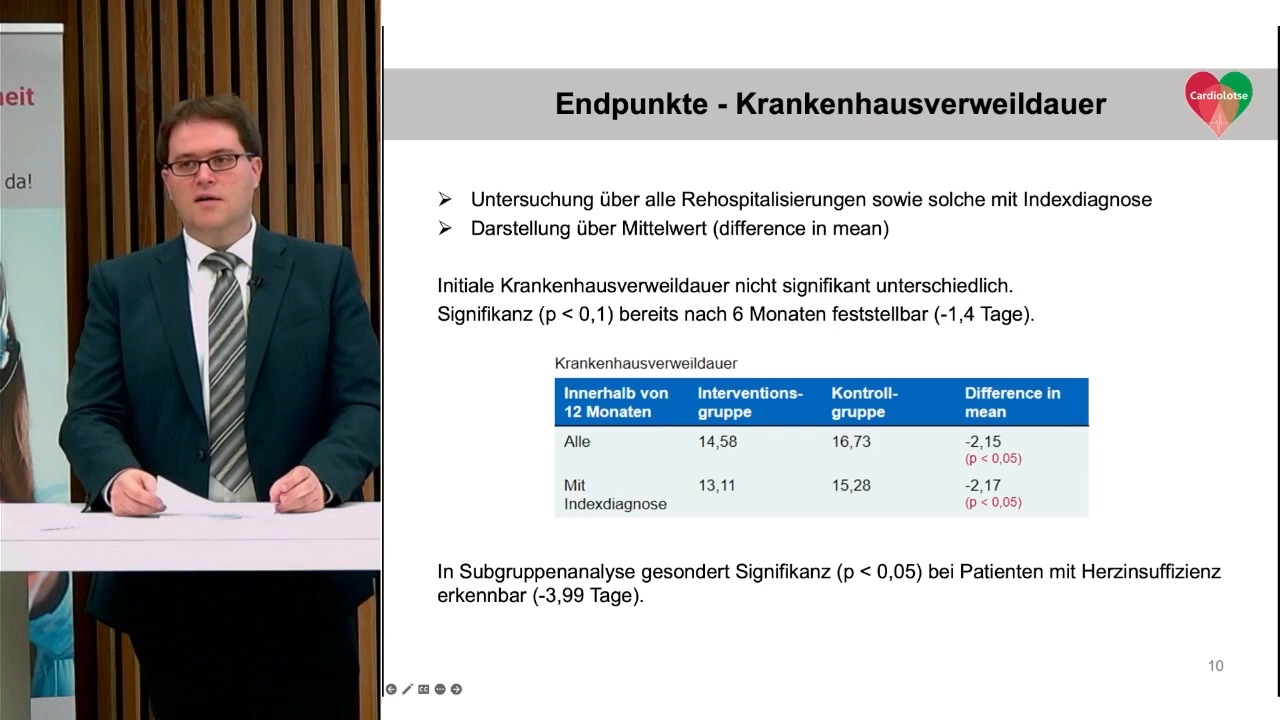 eit
da!
Endpunkte - Krankenhausverweildauer
CardioLotse
Untersuchung über alle Rehospitalisierungen sowie solche mit Indexdiagnose
Darstellung über Mittelwert (difference in mean)
Initiale Krankenhausverweildauer nicht signifikant unterschiedlich.
Signifikanz (p < 0,1) bereits nach 6 Monaten feststellbar (-1,4 Tage).
Krankenhausverweildauer
Innerhalb von 12 Monaten Interventions-gruppe Kontroll-gruppe Difference in mean
Alle 14,58 16,73 -2,15
(p < 0,05)
Mit Indexdiagnose 13,11 15,28 -2,17
(p < 0,05)
In Subgruppenanalyse gesondert Signifikanz (p < 0,05) bei Patienten mit Herzinsuffizienz
erkennbar (-3,99 Tage).
10